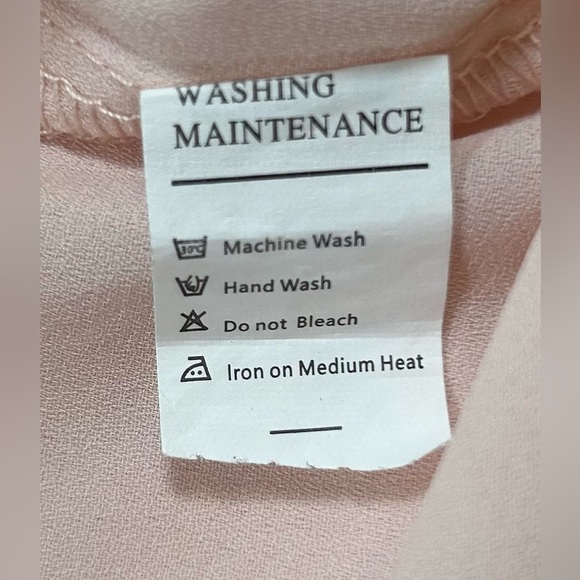 WASHING
MAINTENANCE
30°C Machine Wash
Hand Wash
Do not Bleach
Iron on Medium Heat